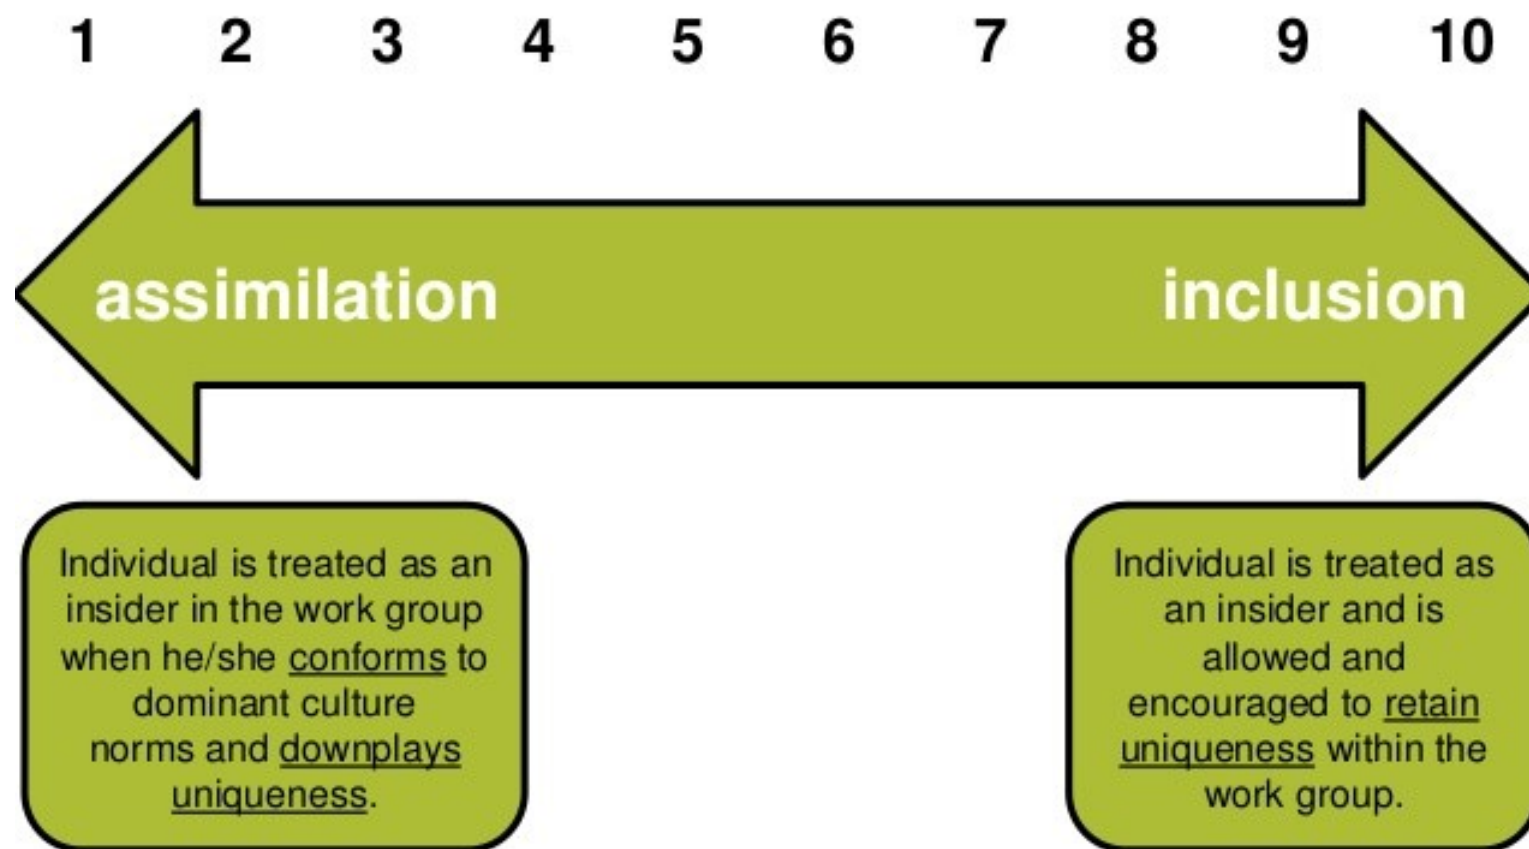 1 2 3 4 5 6 7 8 9 10
assimilation inclusion
Individual is treated as an
insider in the work group
when he/she conforms to
dominant culture
norms and downplays
uniqueness.
Individual is treated as
an insider and is
allowed and
encouraged to retain
uniqueness within the
work group.